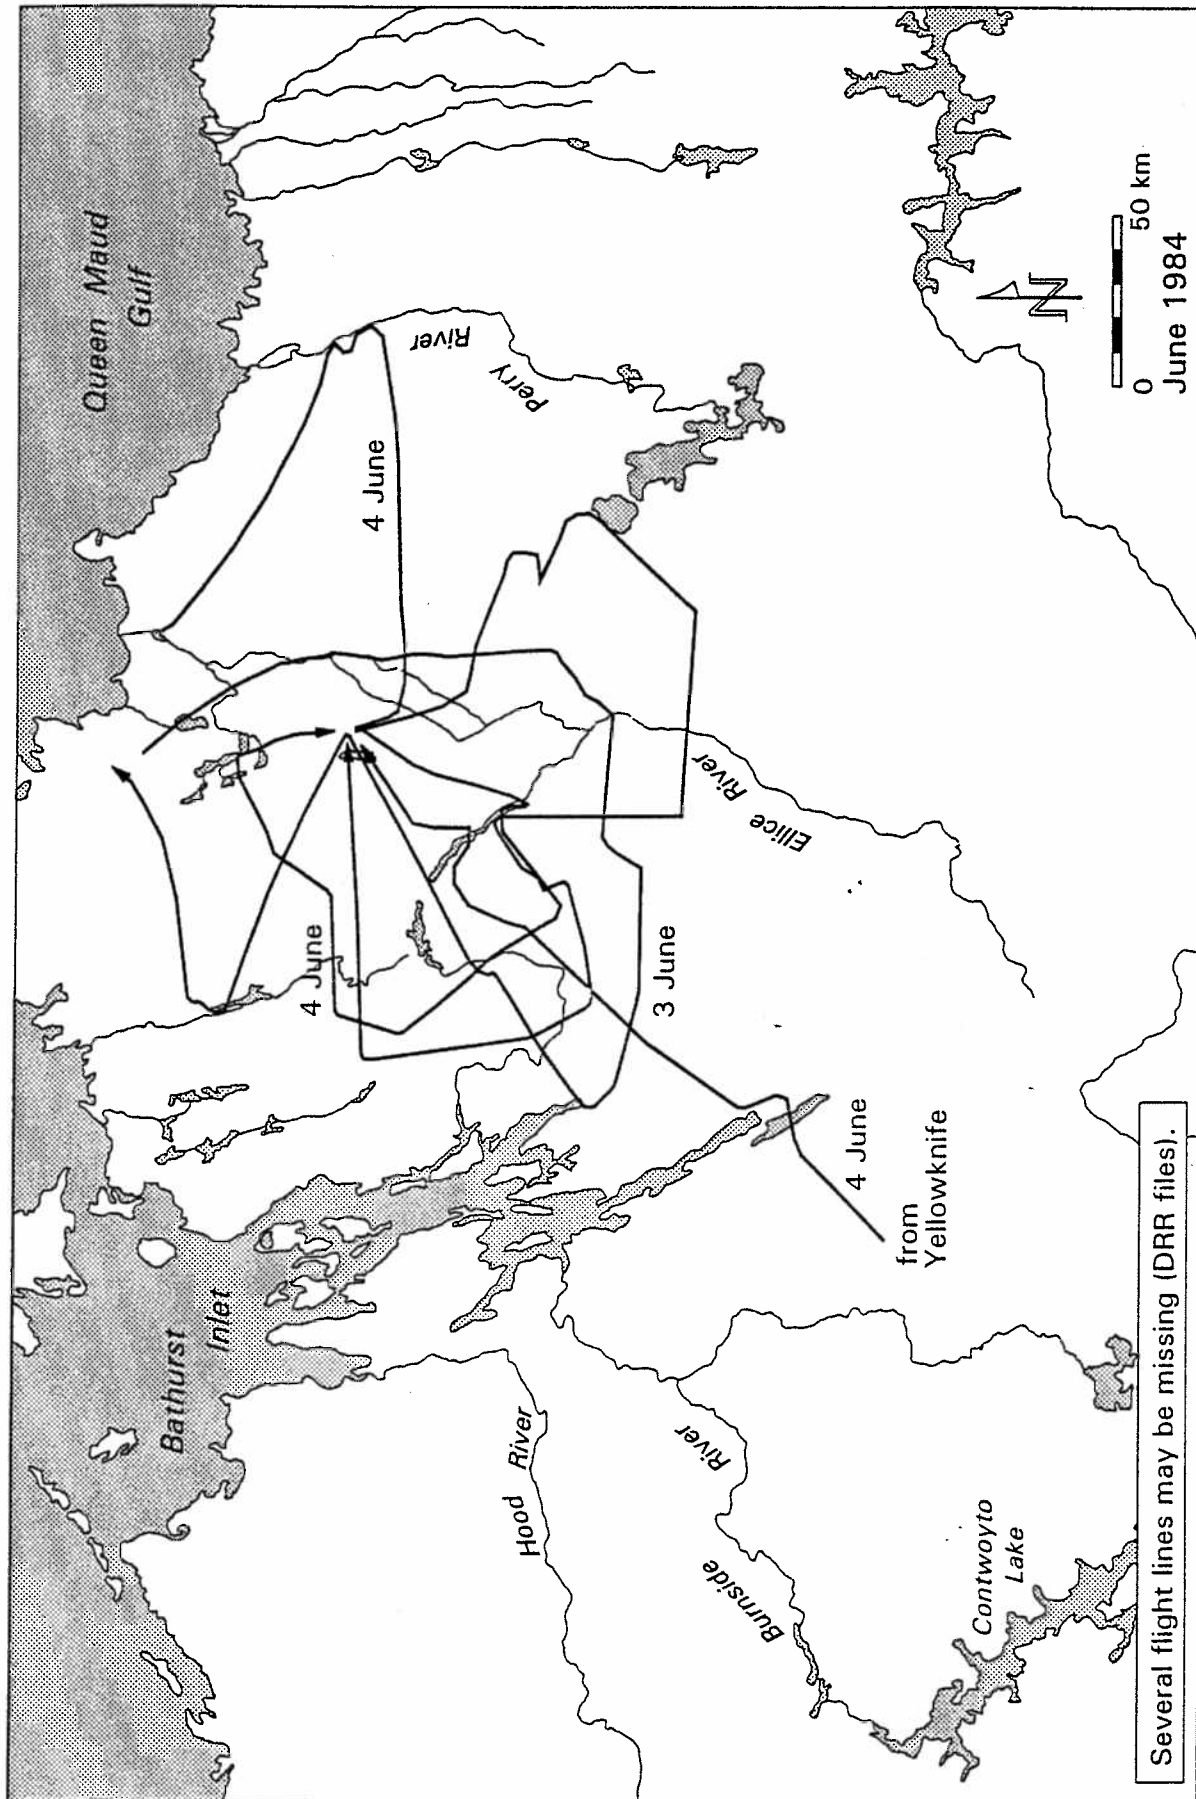 Queen Maud
Gulf
Bathurst
Inlet
Perry
River
4 June
4 June
3 June
Ellice River
Hood River
Burnside
River
4 June
from
Yellowknife
Contwoyto
Lake
N
0 50 km
June 1984
Several flight lines may be missing (DRR files).